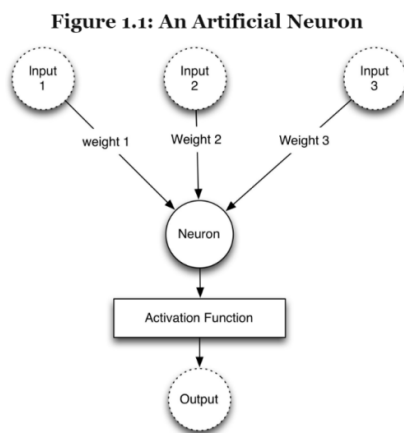 Figure 1.1: An Artificial Neuron
Input
1
Input
2
Input
3
weight 1
Weight 2
Weight 3
Neuron
Activation Function
Output